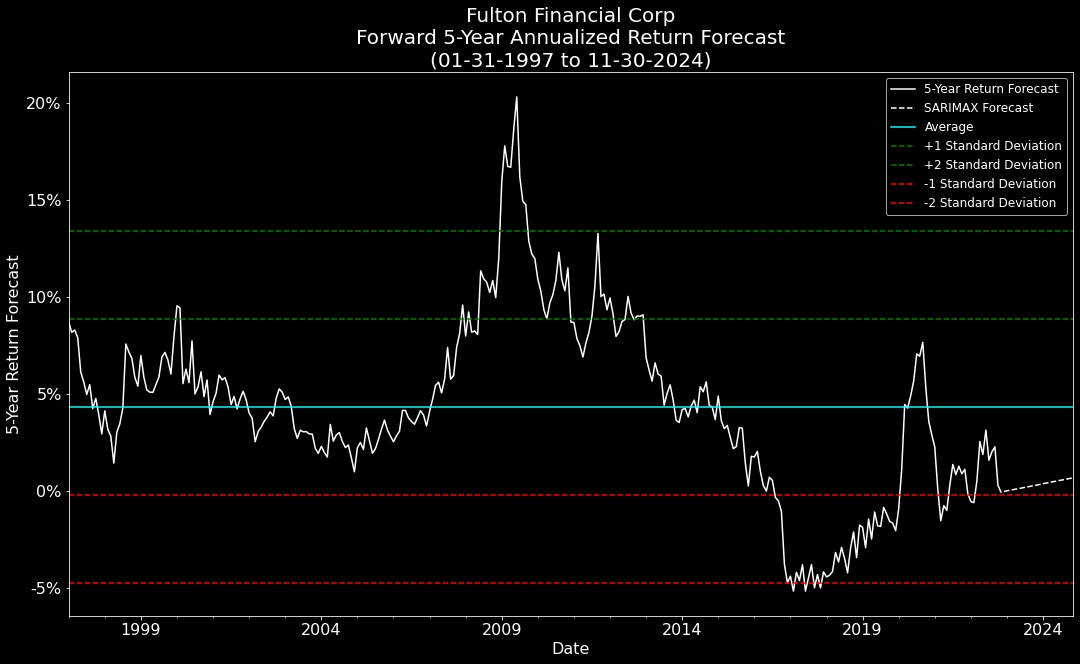 Fulton Financial Corp
Forward 5-Year Annualized Return Forecast
(01-31-1997 to 11-30-2024)
5-Year Return Forecast
SARIMAX Forecast
Average
+1 Standard Deviation
+2 Standard Deviation
-1 Standard Deviation
-2 Standard Deviation
20%
15%
10%
5%
0%
-5%
5-Year Return Forecast
1999
2004
2009
2014
2019
2024
Date